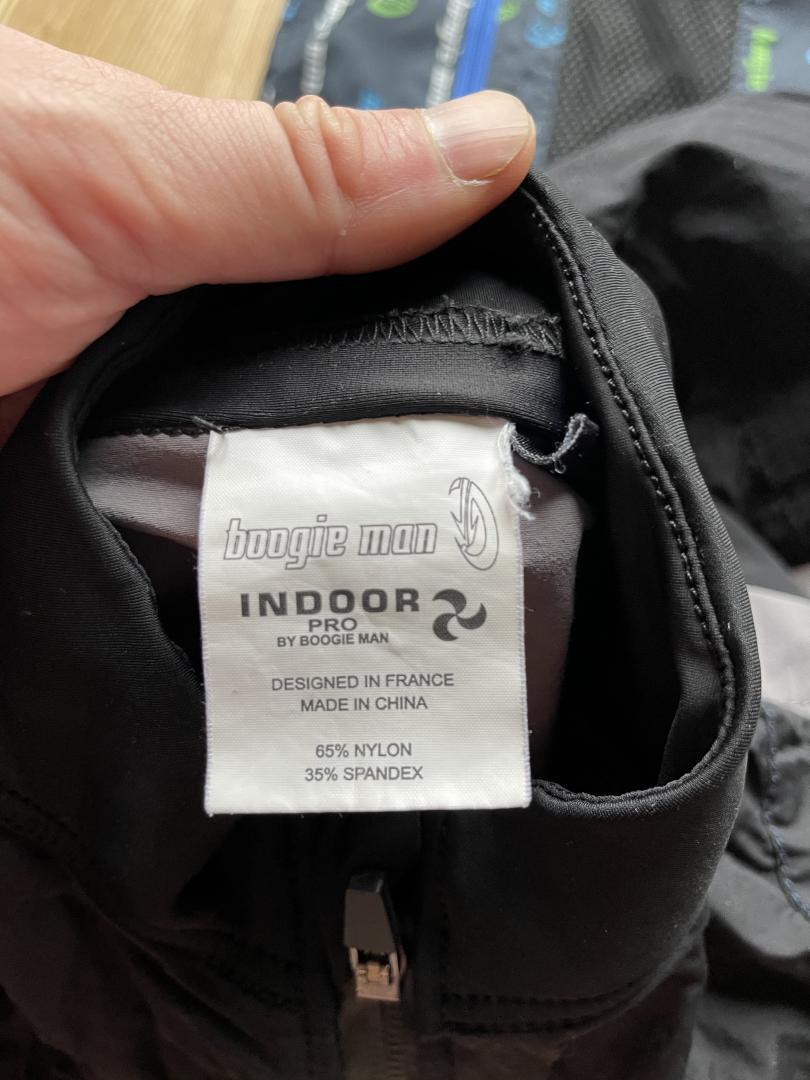 boogie man
INDOOR
PRO
BY BOOGIE MAN
DESIGNED IN FRANCE
MADE IN CHINA
65% NYLON
35% SPANDEX